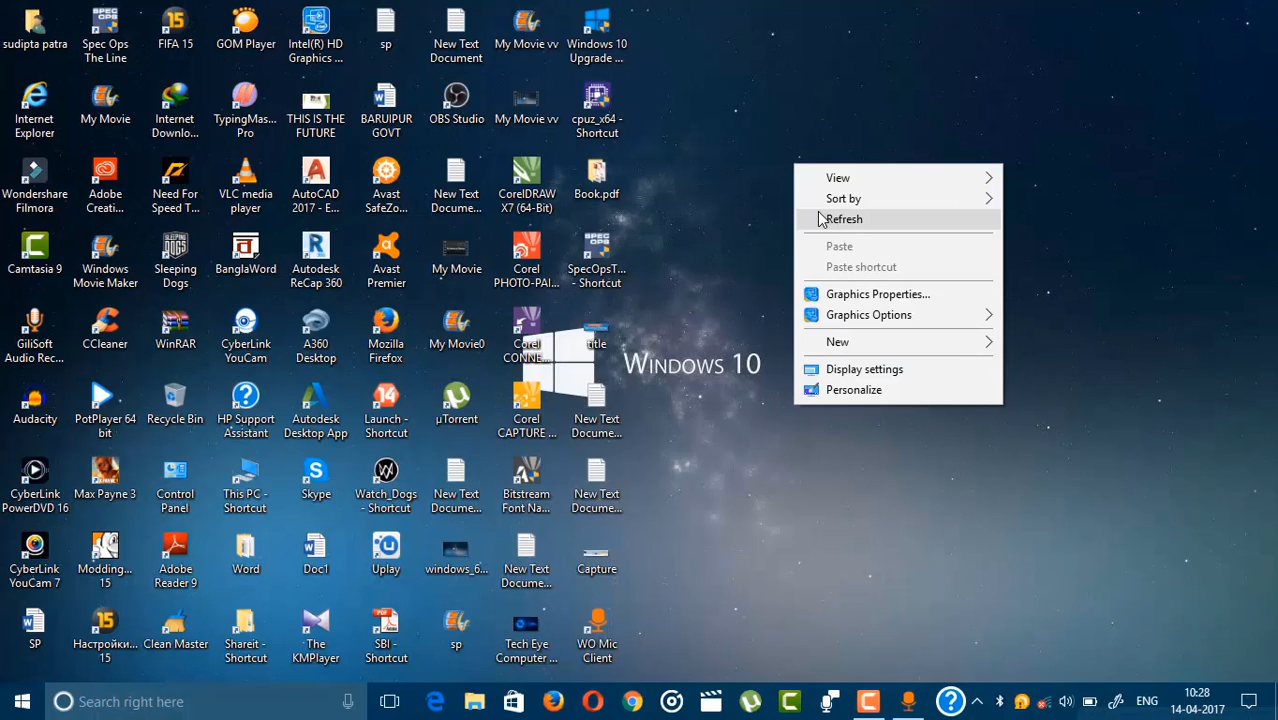 sudipta patra
Spec Ops
The Line
FIFA 15
GOM Player
Intel(R) HD
Graphics ...
sp
New Text
Document
My Movie vv
Windows 10
Upgrade ...
Internet
Explorer
My Movie
Internet
Downlo...
TypingMas...
Pro
THIS IS THE
FUTURE
BARUIPUR
GOVT
OBS Studio
My Movie vv
cpuz_x64 -
Shortcut
Wondershare
Filmora
Adobe
Creati...
Need For
Speed T...
VLC media
player
AutoCAD
2017 - E...
Avast
SafeZo...
New Text
Docume...
CorelDRAW
X7 (64-Bit)
Book.pdf
Camtasia 9
Windows
Movie Maker
Sleeping
Dogs
BanglaWord
Autodesk
ReCap 360
Avast
Premier
My Movie
Corel
PHOTO-PAI...
SpecOpsT...
- Shortcut
GiliSoft
Audio Rec...
CCleaner
WinRAR
CyberLink
YouCam
A360
Desktop
Mozilla
Firefox
My Movie0
Corel
CONNE...
title
Audacity
PotPlayer 64
bit
Recycle Bin
HP Support
Assistant
Autodesk
Desktop App
Launch -
Shortcut
µTorrent
Corel
CAPTURE ...
New Text
Docume...
CyberLink
PowerDVD 16
Max Payne 3
Control
Panel
This PC -
Shortcut
Skype
Watch_Dogs
- Shortcut
New Text
Docume...
Bitstream
Font Na...
New Text
Docume...
CyberLink
YouCam 7
Modding...
15
Adobe
Reader 9
Word
Doc1
Uplay
windows_6...
New Text
Docume...
Capture
SP
Настройки...
15
Clean Master
Shareit -
Shortcut
The
KMPlayer
SBI -
Shortcut
sp
Tech Eye
Computer ...
WO Mic
Client
WINDOWS 10
View
Sort by
Refresh
Paste
Paste shortcut
Graphics Properties...
Graphics Options
New
Display settings
Personalize
Search right here
ENG
10:28
14-04-2017